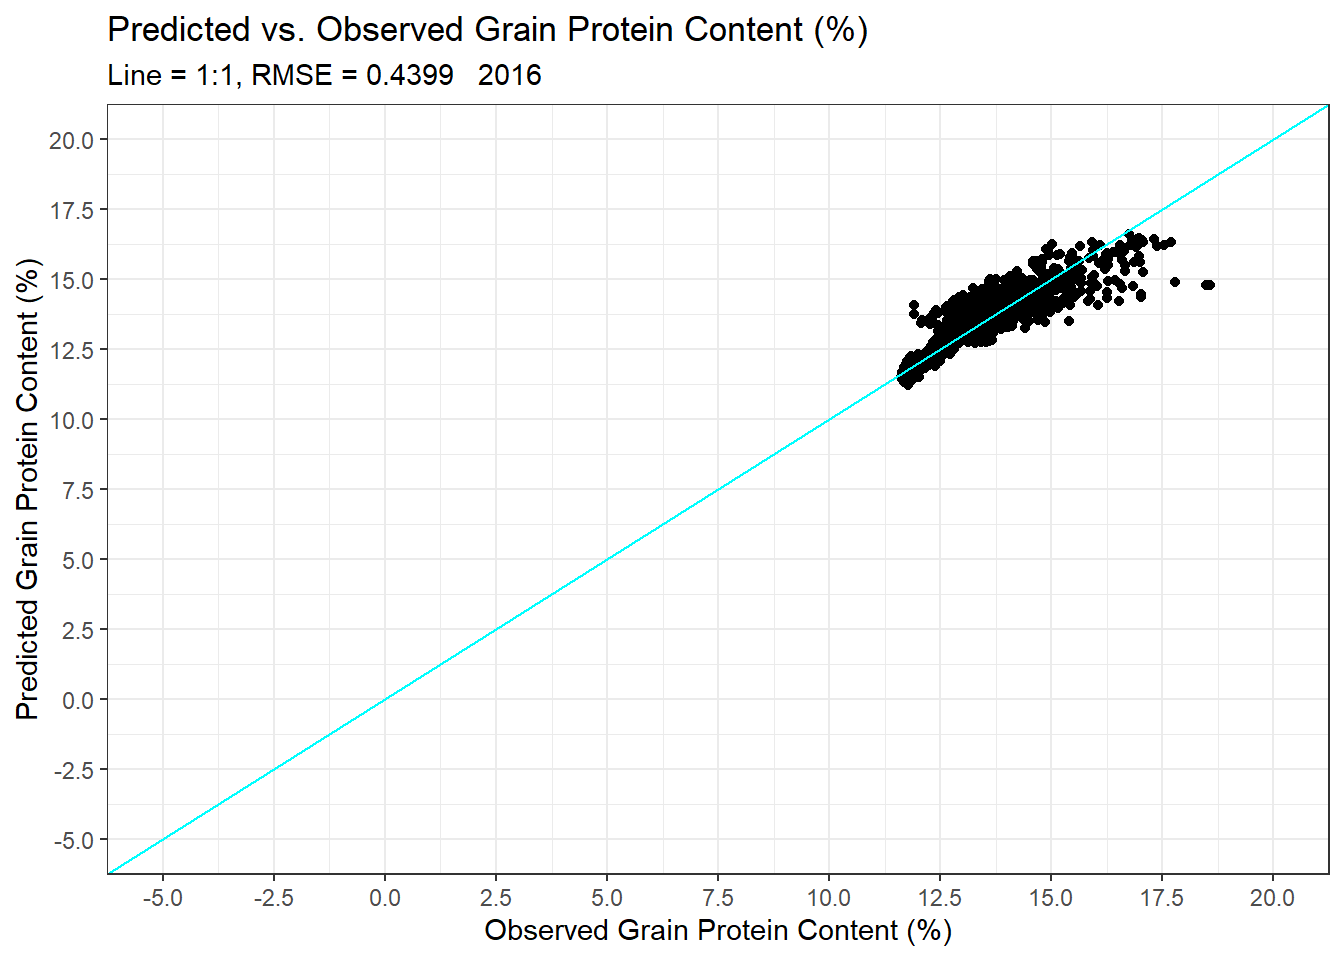 Predicted vs. Observed Grain Protein Content (%)
Line = 1:1, RMSE = 0.4399   2016
Predicted Grain Protein Content (%)
20.0
17.5
15.0
12.5
10.0
7.5
5.0
2.5
0.0
-2.5
-5.0
-5.0 -2.5 0.0 2.5 5.0 7.5 10.0 12.5 15.0 17.5 20.0
Observed Grain Protein Content (%)